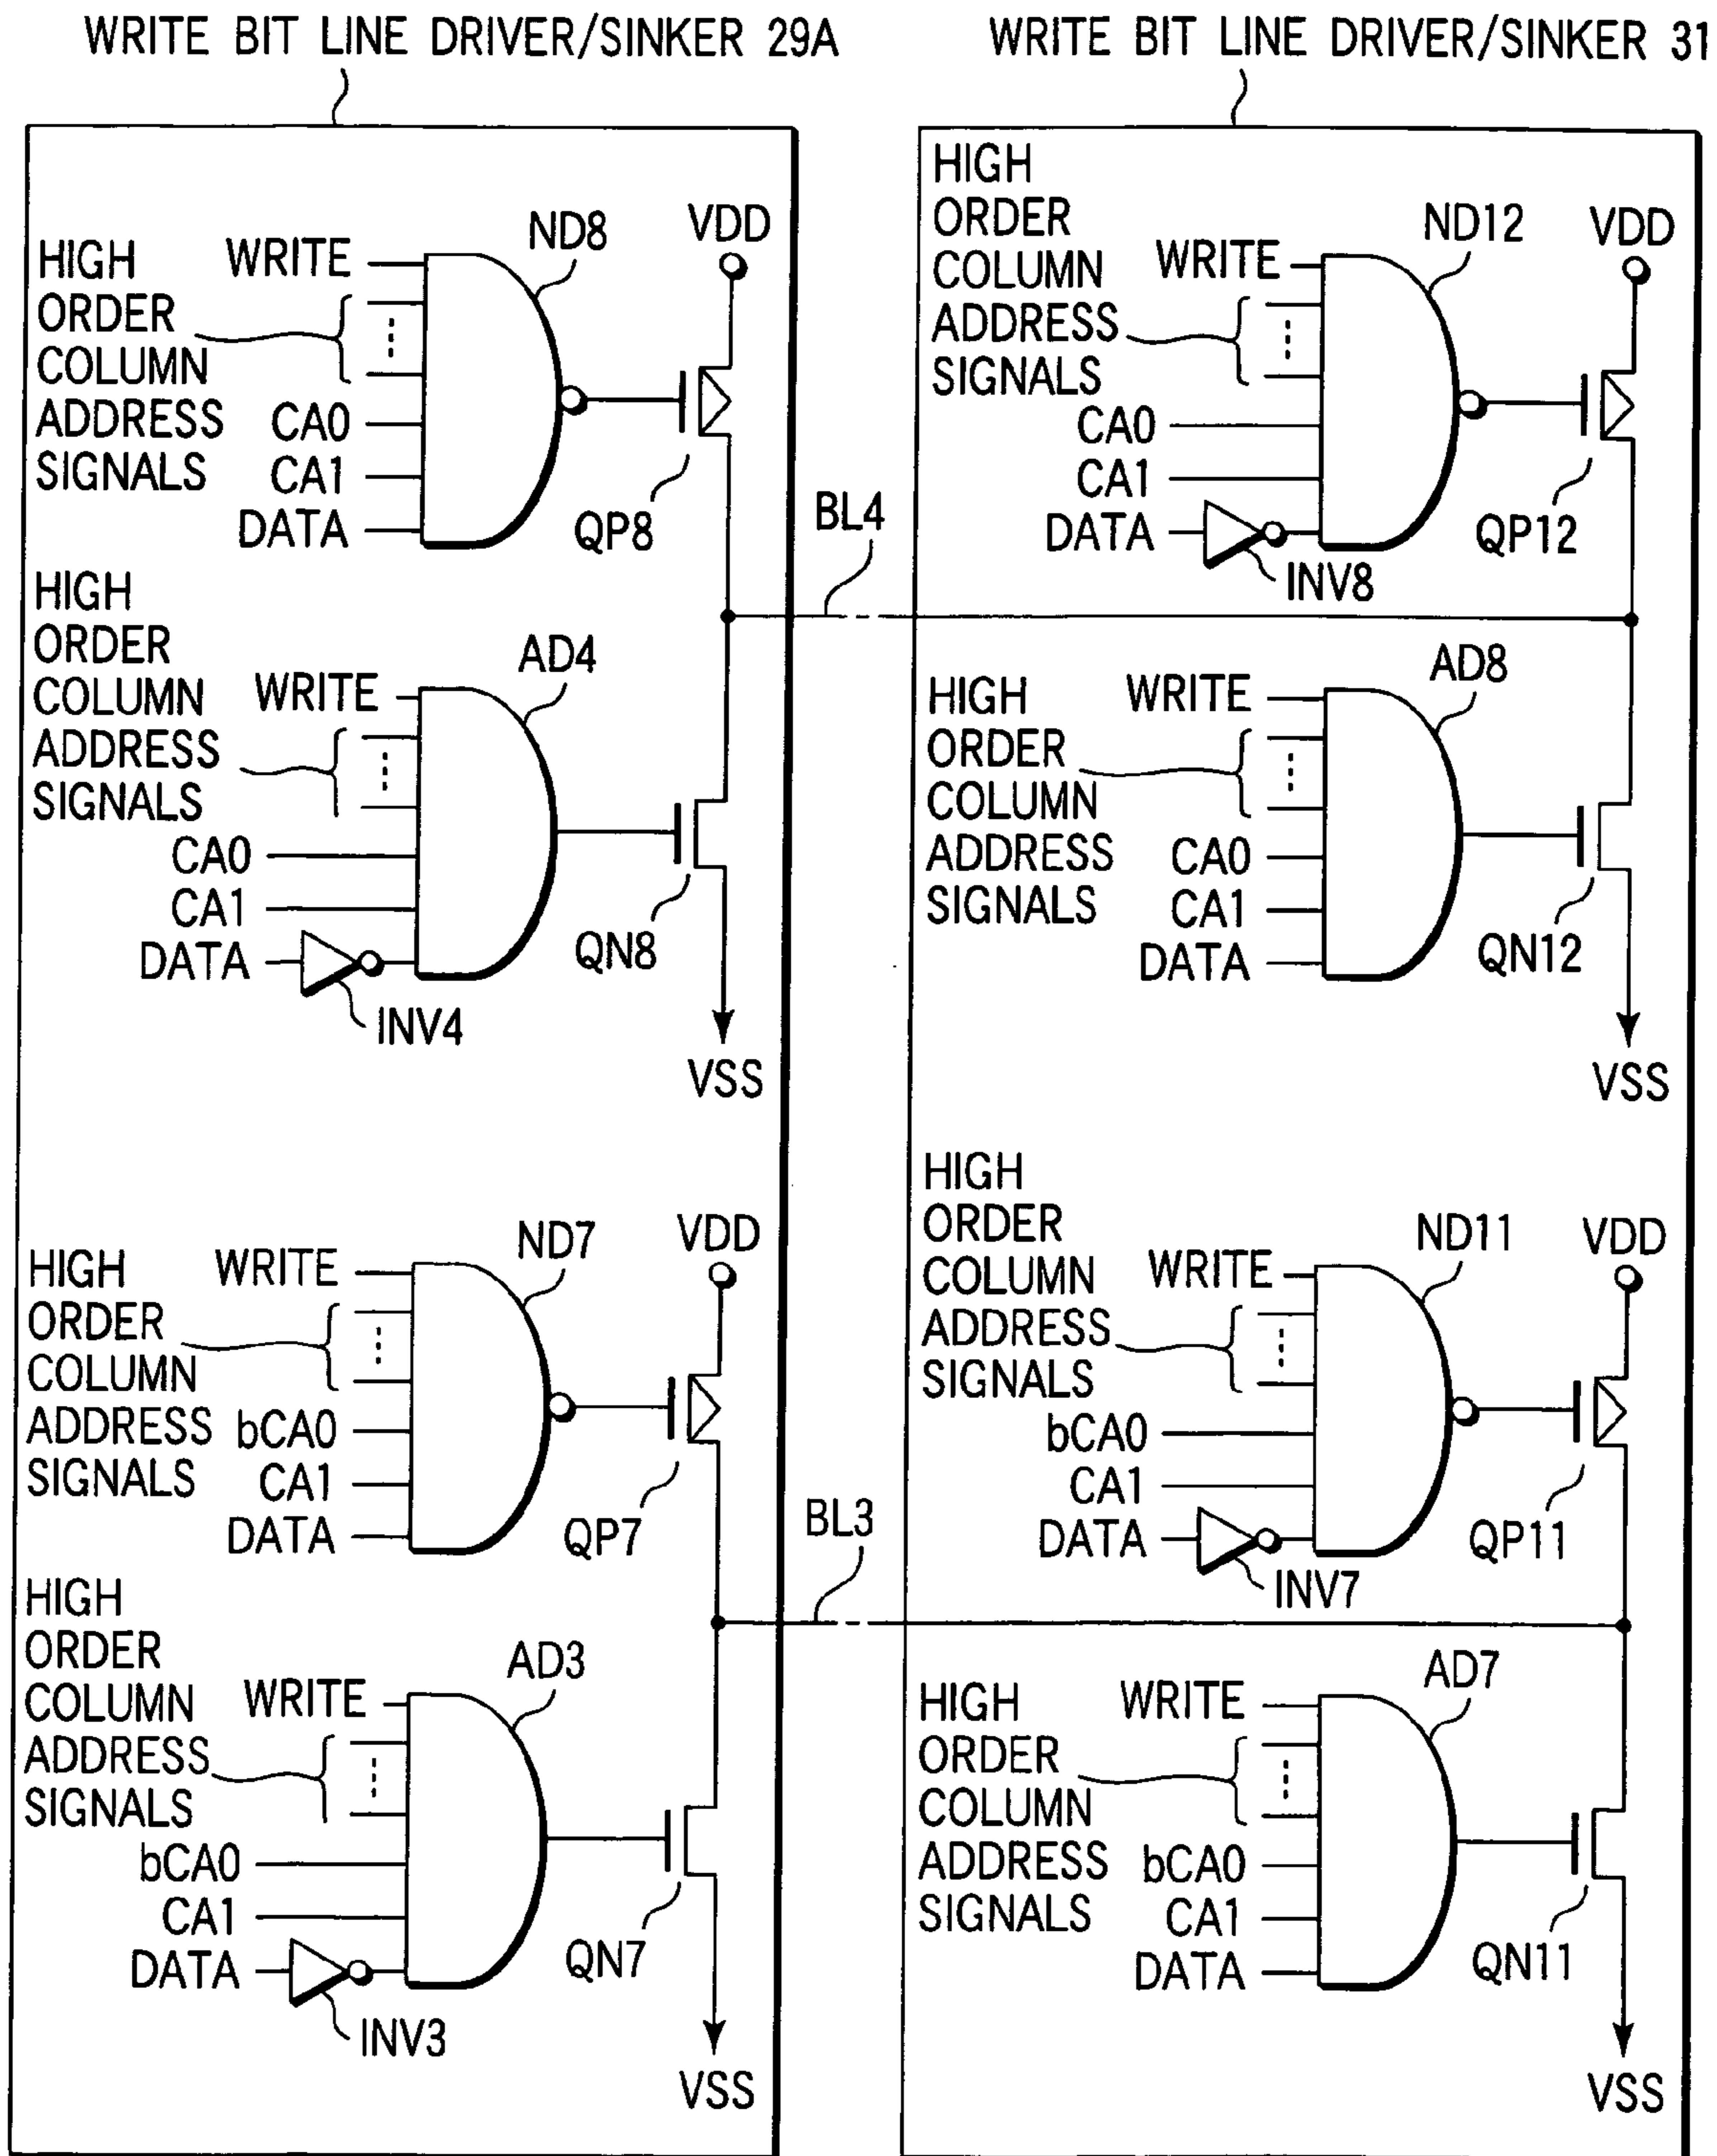 WRITE BIT LINE DRIVER/SINKER 29A
WRITE BIT LINE DRIVER/SINKER 31
HIGH
ORDER
COLUMN
ADDRESS
SIGNALS
WRITE
CA0
CA1
DATA
ND8
VDD
QP8
BL4
HIGH
ORDER
COLUMN
ADDRESS
SIGNALS
WRITE
CA0
CA1
DATA
INV4
AD4
QN8
VSS
HIGH
ORDER
COLUMN
ADDRESS
SIGNALS
WRITE
bCA0
CA1
DATA
ND7
VDD
QP7
BL3
HIGH
ORDER
COLUMN
ADDRESS
SIGNALS
WRITE
bCA0
CA1
DATA
INV3
AD3
QN7
VSS
HIGH
ORDER
COLUMN
ADDRESS
SIGNALS
WRITE
CA0
CA1
DATA
INV8
ND12
VDD
QP12
HIGH
ORDER
COLUMN
ADDRESS
SIGNALS
WRITE
CA0
CA1
DATA
AD8
QN12
VSS
HIGH
ORDER
COLUMN
ADDRESS
SIGNALS
WRITE
bCA0
CA1
DATA
INV7
ND11
VDD
QP11
HIGH
ORDER
COLUMN
ADDRESS
SIGNALS
WRITE
bCA0
CA1
DATA
AD7
QN11
VSS